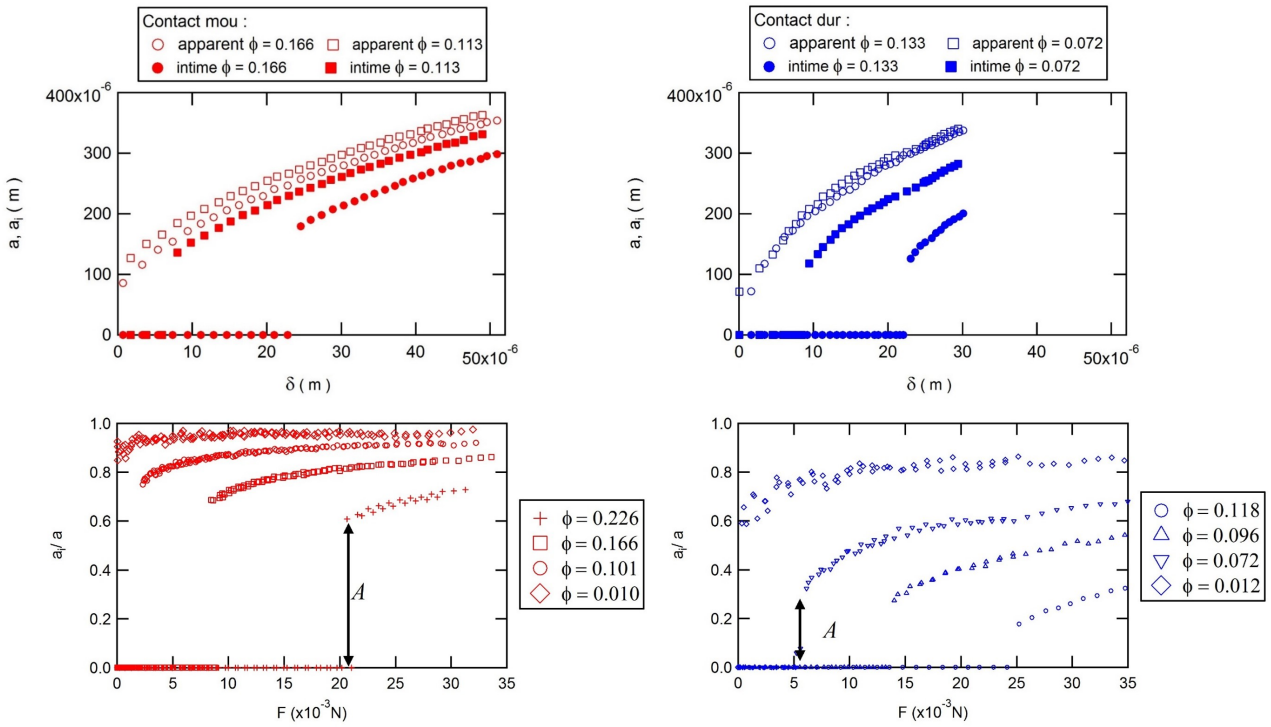 Contact mou :
apparent ϕ = 0.166 apparent ϕ = 0.113
intime ϕ = 0.166 intime ϕ = 0.113
400x10⁻⁶
300
200
100
0
a, aᵢ ( m )
0 10 20 30 40 50x10⁻⁶
δ ( m )
Contact dur :
apparent ϕ = 0.133 apparent ϕ = 0.072
intime ϕ = 0.133 intime ϕ = 0.072
400x10⁻⁶
300
200
100
0
a, aᵢ ( m )
0 10 20 30 40 50x10⁻⁶
δ ( m )
1.0
0.8
0.6
0.4
0.2
0.0
aᵢ/ a
A
0 5 10 15 20 25 30 35
F (x10⁻³N)
ϕ = 0.226
ϕ = 0.166
ϕ = 0.101
ϕ = 0.010
1.0
0.8
0.6
0.4
0.2
0.0
aᵢ/ a
A
0 5 10 15 20 25 30 35
F (x10⁻³N)
ϕ = 0.118
ϕ = 0.096
ϕ = 0.072
ϕ = 0.012